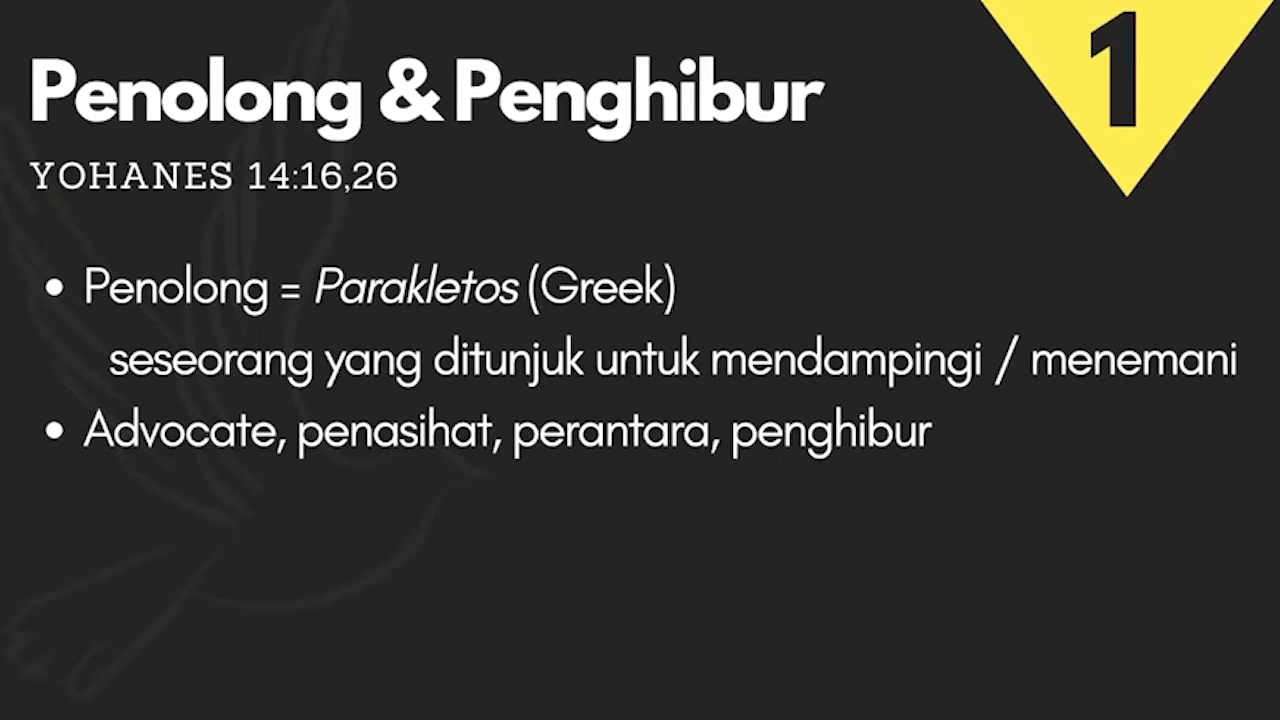 Penolong & Penghibur
1
YOHANES 14:16,26
• Penolong = Parakletos (Greek)
seseorang yang ditunjuk untuk mendampingi / menemani
• Advocate, penasihat, perantara, penghibur